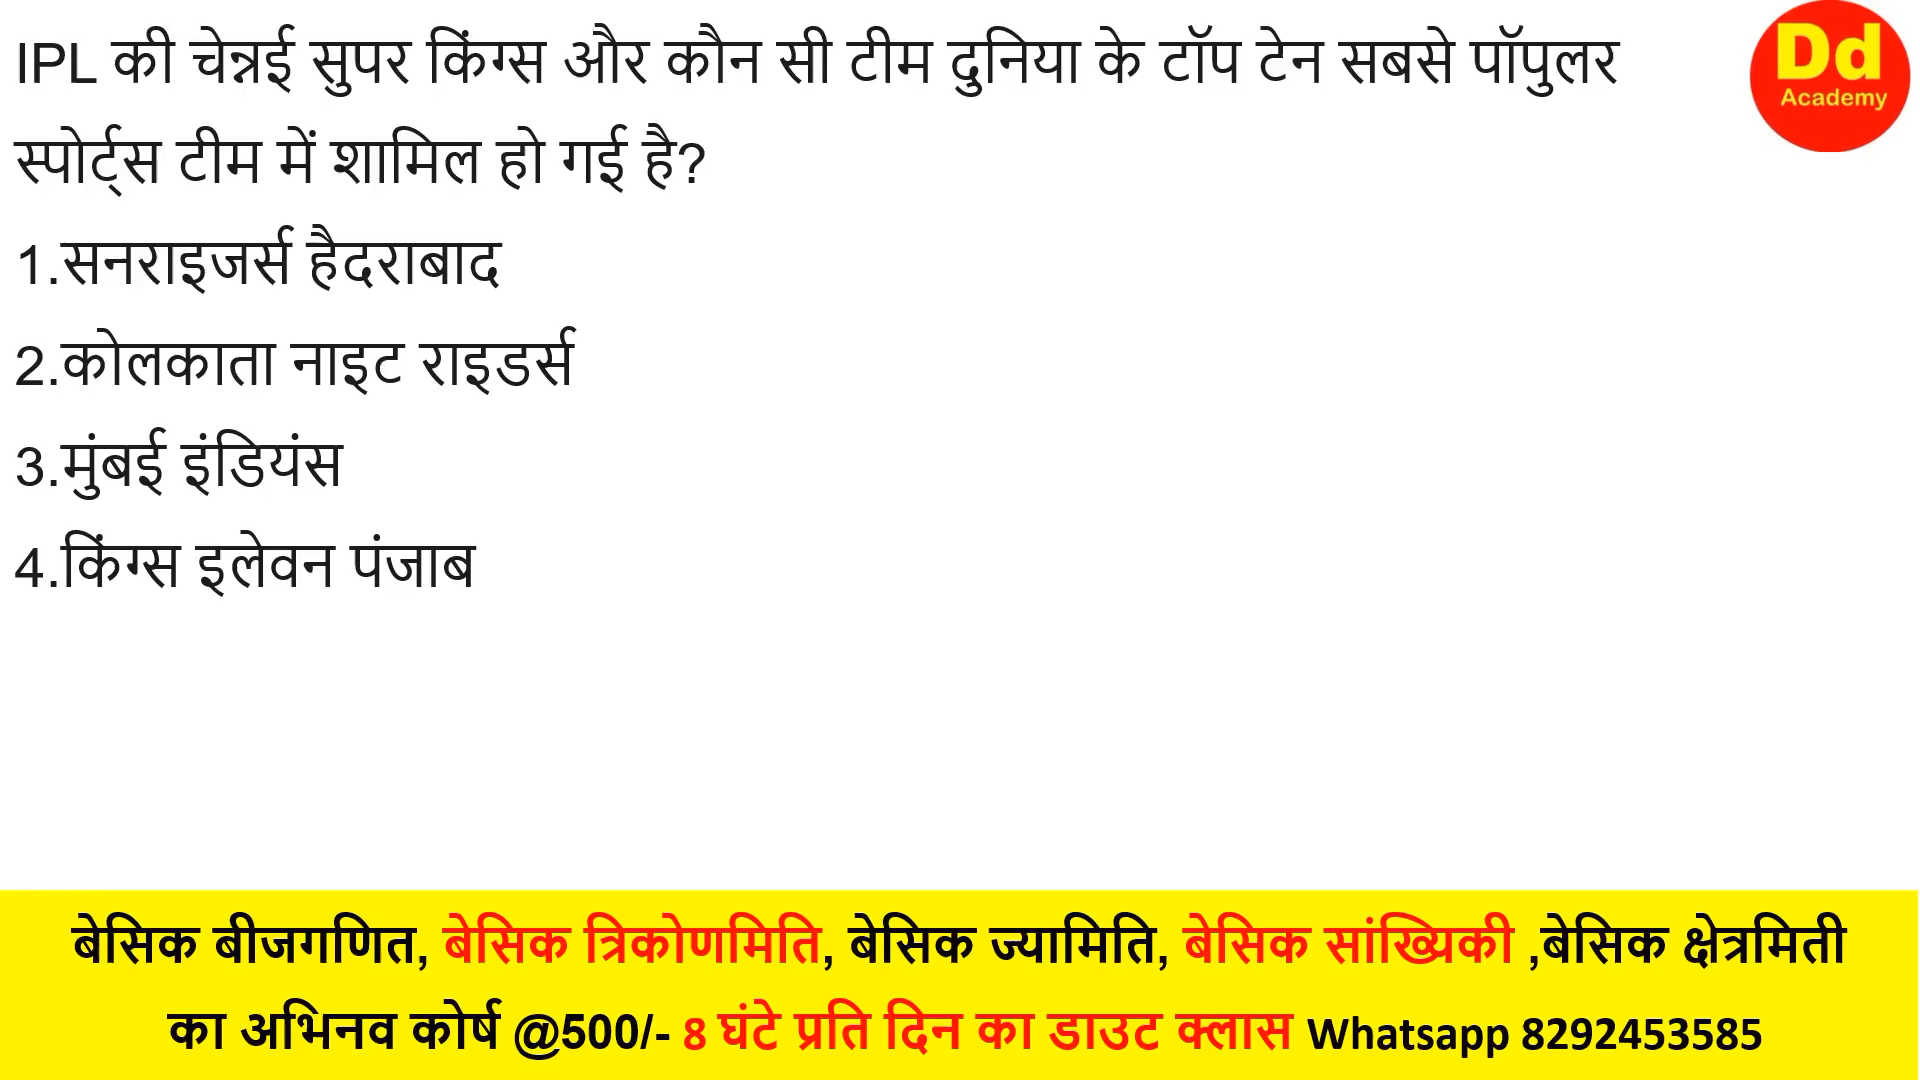 IPL की चेन्नई सुपर किंग्स और कौन सी टीम दुनिया के टॉप टेन सबसे पॉपुलर
स्पोर्ट्स टीम में शामिल हो गई है?
1.सनराइजर्स हैदराबाद
2.कोलकाता नाइट राइडर्स
3.मुंबई इंडियंस
4.किंग्स इलेवन पंजाब
Dd
Academy
बेसिक बीजगणित, बेसिक त्रिकोणमिति, बेसिक ज्यामिति, बेसिक सांख्यिकी ,बेसिक क्षेत्रमिती
का अभिनव कोर्ष @500/- 8 घंटे प्रति दिन का डाउट क्लास Whatsapp 8292453585